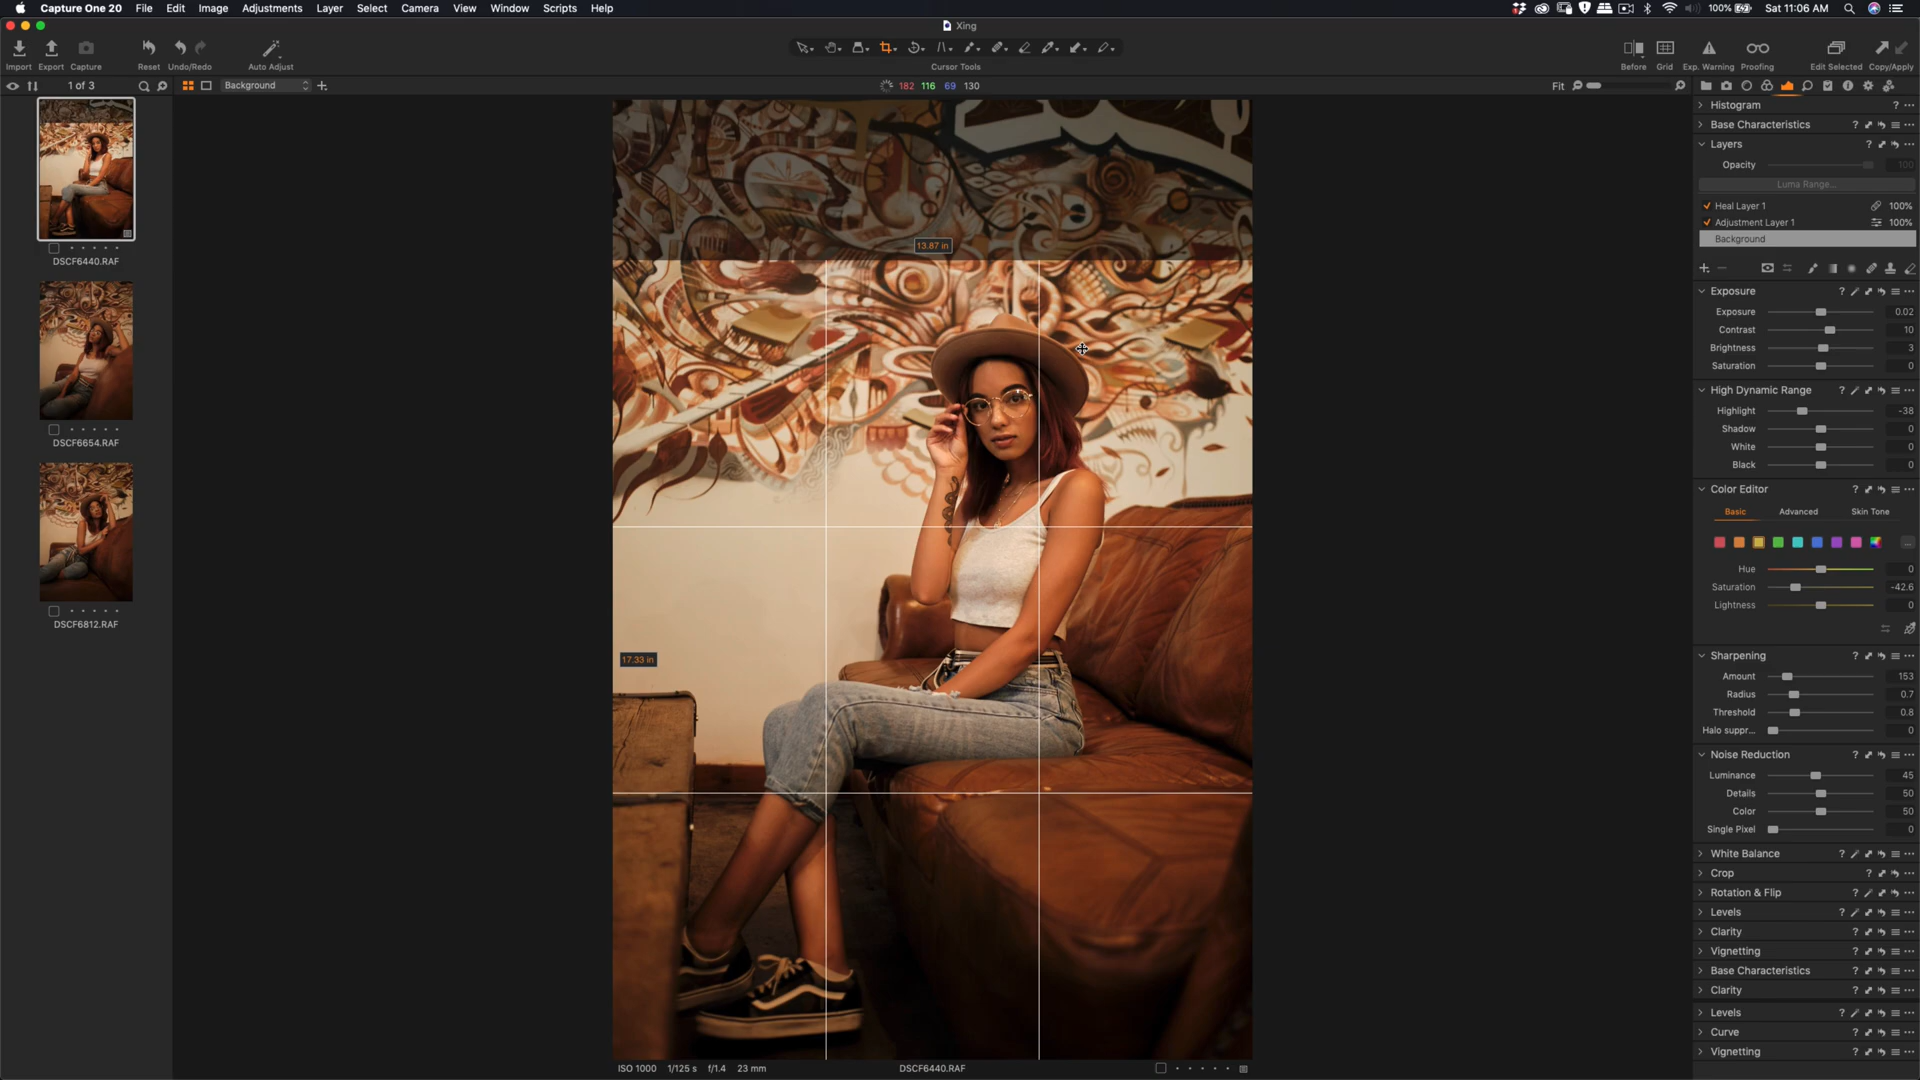 Capture One 20 File Edit Image Adjustments Layer Select Camera View Window Scripts Help 100% Sat 11:06 AM
Xing
Import Export Capture Reset Undo/Redo Auto Adjust Cursor Tools Before Grid Exp. Warning Proofing Edit Selected Copy/Apply
1 of 3 Background 182 116 69 130 Fit
DSCF6440.RAF
DSCF6654.RAF
DSCF6812.RAF
13.87 in
17.33 in
ISO 1000 1/125 s f/1.4 23 mm DSCF6440.RAF
Histogram ?
Base Characteristics ?
Layers ?
Opacity 100
Luma Range...
Heal Layer 1 100%
Adjustment Layer 1 100%
Background
Exposure ?
Exposure 0.02
Contrast 10
Brightness 3
Saturation 0
High Dynamic Range ?
Highlight -38
Shadow 0
White 0
Black 0
Color Editor ?
Basic Advanced Skin Tone
Hue 0
Saturation -42.6
Lightness 0
Sharpening ?
Amount 153
Radius 0.7
Threshold 0.8
Halo suppr... 0
Noise Reduction ?
Luminance 45
Details 50
Color 50
Single Pixel 0
White Balance ?
Crop ?
Rotation & Flip ?
Levels ?
Clarity ?
Vignetting ?
Base Characteristics ?
Clarity ?
Levels ?
Curve ?
Vignetting ?